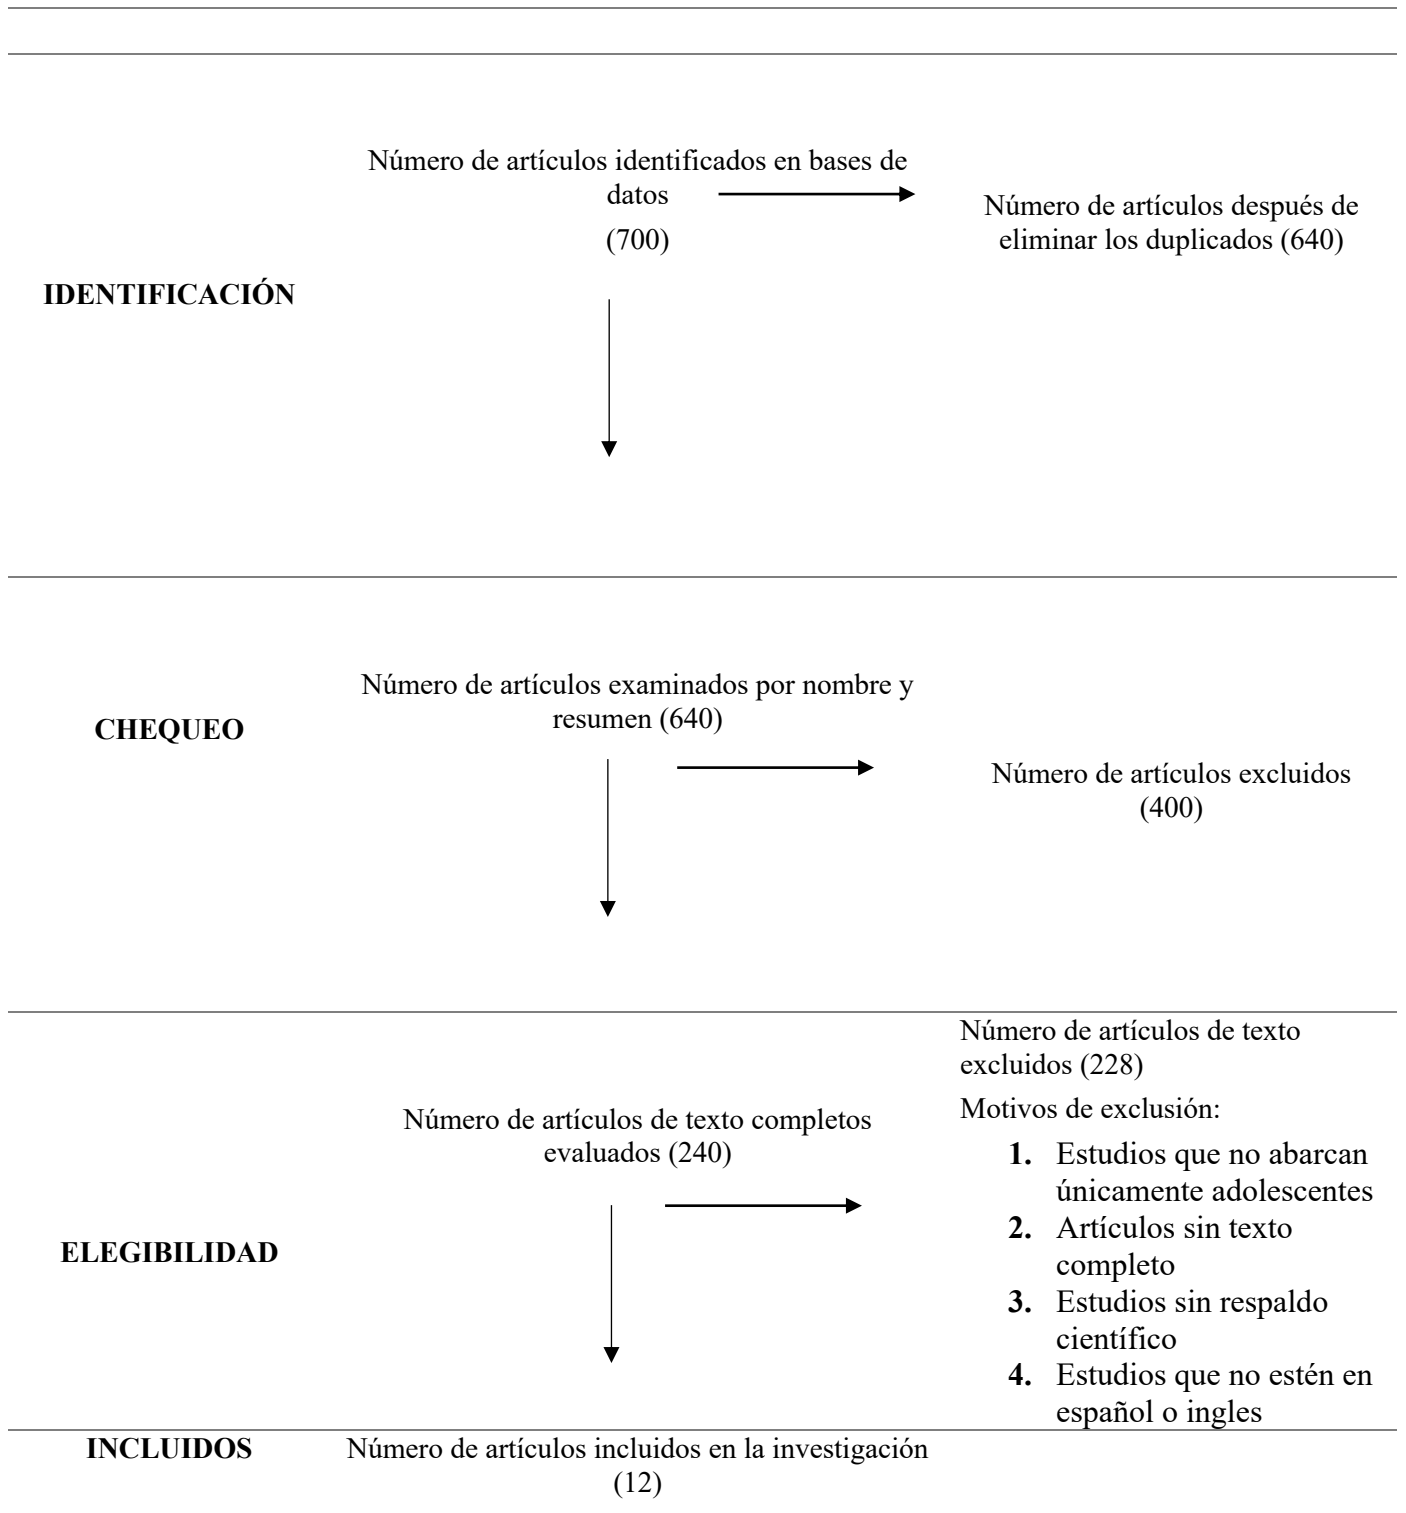 Número de artículos identificados en bases de
datos
(700)
Número de artículos después de
eliminar los duplicados (640)
IDENTIFICACIÓN
Número de artículos examinados por nombre y
resumen (640)
CHEQUEO
Número de artículos excluidos
(400)
Número de artículos de texto
excluidos (228)
Motivos de exclusión:
1. Estudios que no abarcan
únicamente adolescentes
2. Artículos sin texto
completo
3. Estudios sin respaldo
científico
4. Estudios que no estén en
español o ingles
Número de artículos de texto completos
evaluados (240)
ELEGIBILIDAD
INCLUIDOS
Número de artículos incluidos en la investigación
(12)